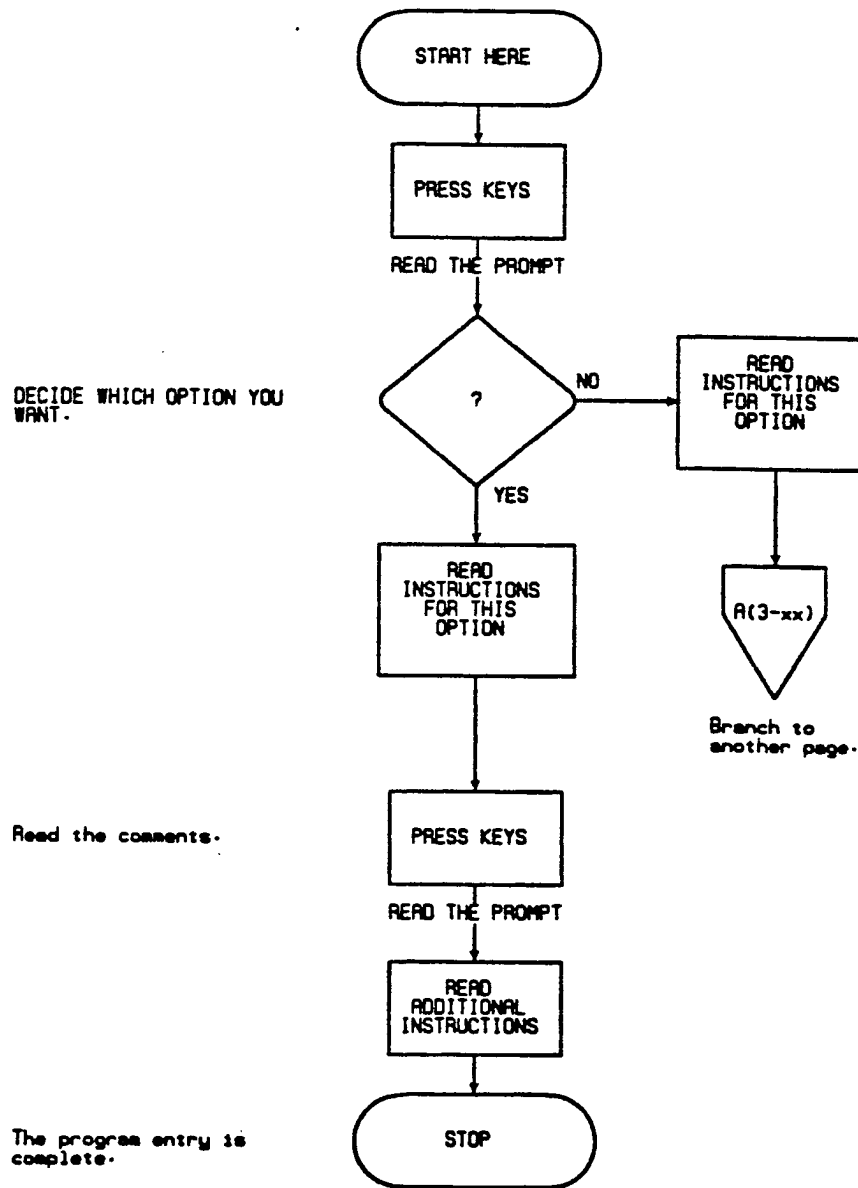 START HERE
PRESS KEYS
READ THE PROMPT
DECIDE WHICH OPTION YOU
WANT.
?
NO
READ
INSTRUCTIONS
FOR THIS
OPTION
YES
READ
INSTRUCTIONS
FOR THIS
OPTION
A(3-xx)
Branch to
another page.
Read the comments.
PRESS KEYS
READ THE PROMPT
READ
ADDITIONAL
INSTRUCTIONS
The program entry is
complete.
STOP